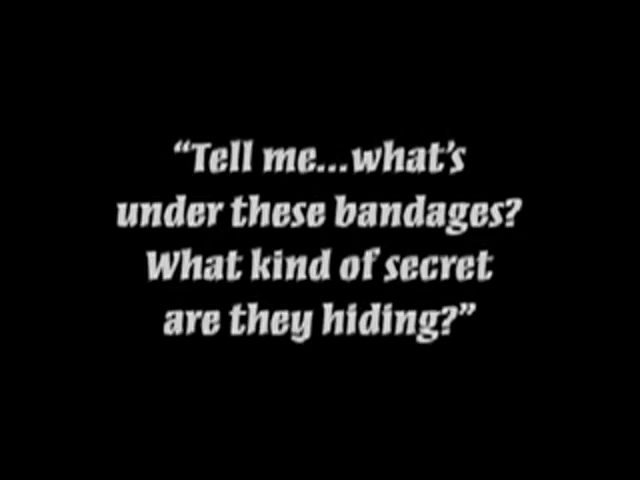 “Tell me...what’s
under these bandages?
What kind of secret
are they hiding?”